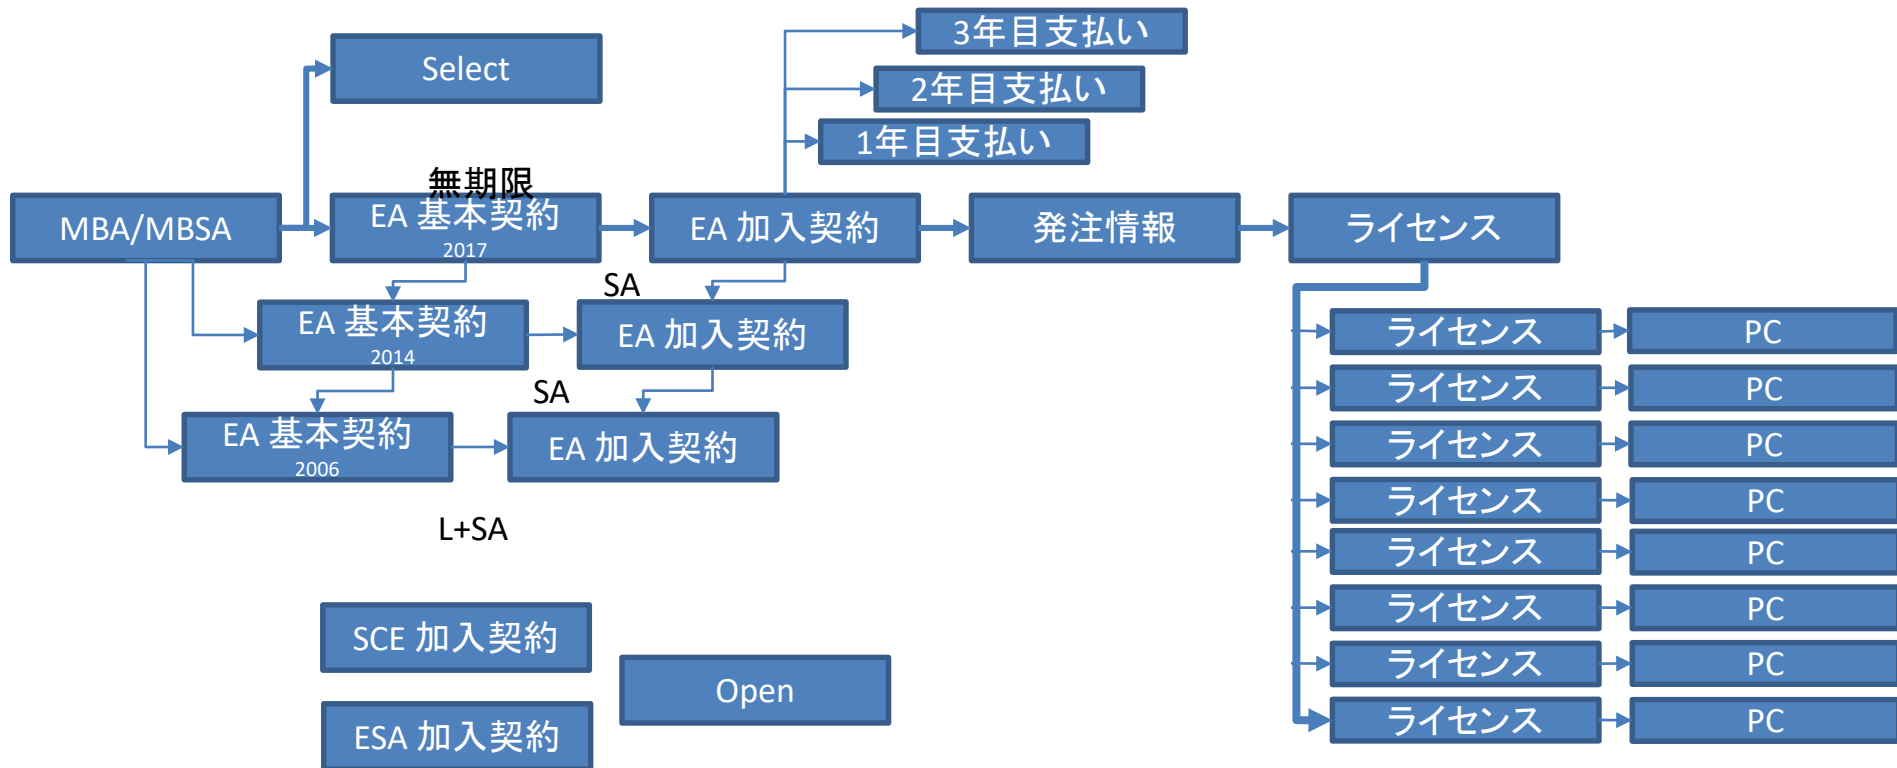 3年目支払い
Select
2年目支払い
1年目支払い
無期限
MBA/MBSA
EA 基本契約
2017
EA 加入契約
発注情報
ライセンス
SA
EA 基本契約
2014
EA 加入契約
ライセンス
PC
SA
ライセンス
PC
EA 基本契約
2006
EA 加入契約
ライセンス
PC
L+SA
ライセンス
PC
ライセンス
PC
SCE 加入契約
ライセンス
PC
Open
ライセンス
PC
ESA 加入契約
ライセンス
PC